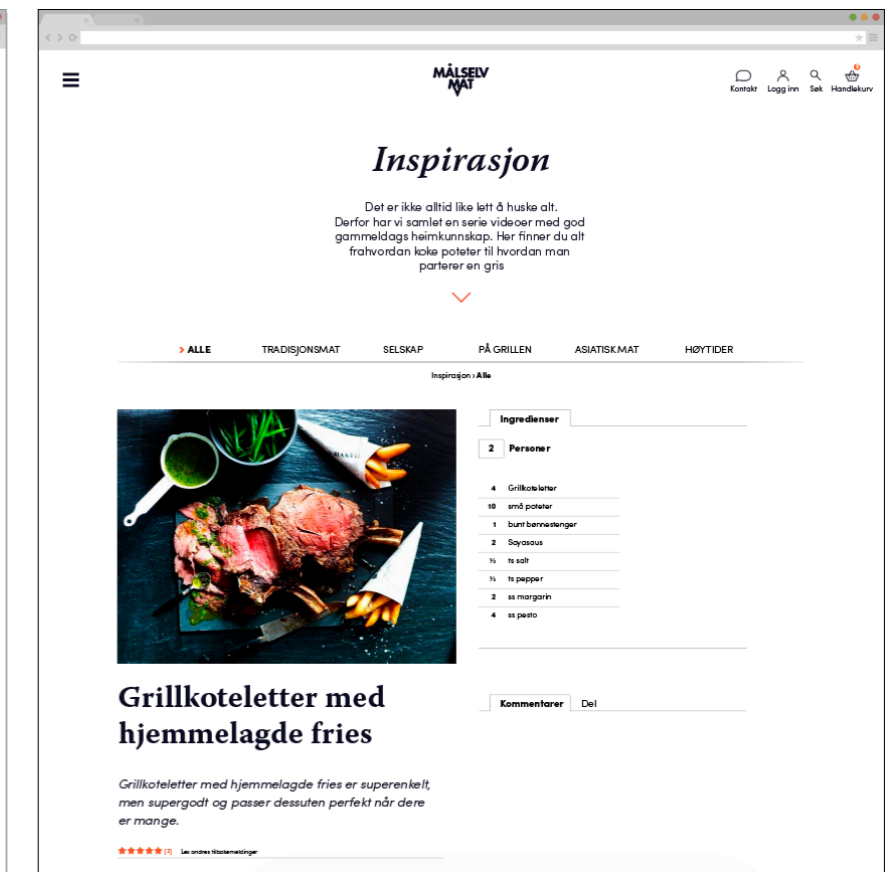 MÅLSELV
MAT
Kontakt Logg inn Søk Handlekurv
Inspirasjon
Det er ikke alltid like lett å huske alt.
Derfor har vi samlet en serie videoer med god
gammeldags heimkunnskap. Her finner du alt
frahvordan koke poteter til hvordan man
parterer en gris
> ALLE TRADISJONSMAT SELSKAP PÅ GRILLEN ASIATISK.MAT HØYTIDER
Inspirasjon › Alle
Ingredienser
2 Personer
4 Grillkoteletter
10 små poteter
1 bunt bønnestenger
2 Soyasaus
½ ts salt
½ ts pepper
2 ss margarin
4 ss pesto
Grillkoteletter med
hjemmelagde fries
Grillkoteletter med hjemmelagde fries er superenkelt,
men supergodt og passer dessuten perfekt når dere
er mange.
Les andres tilbakemeldinger
Kommentarer Del